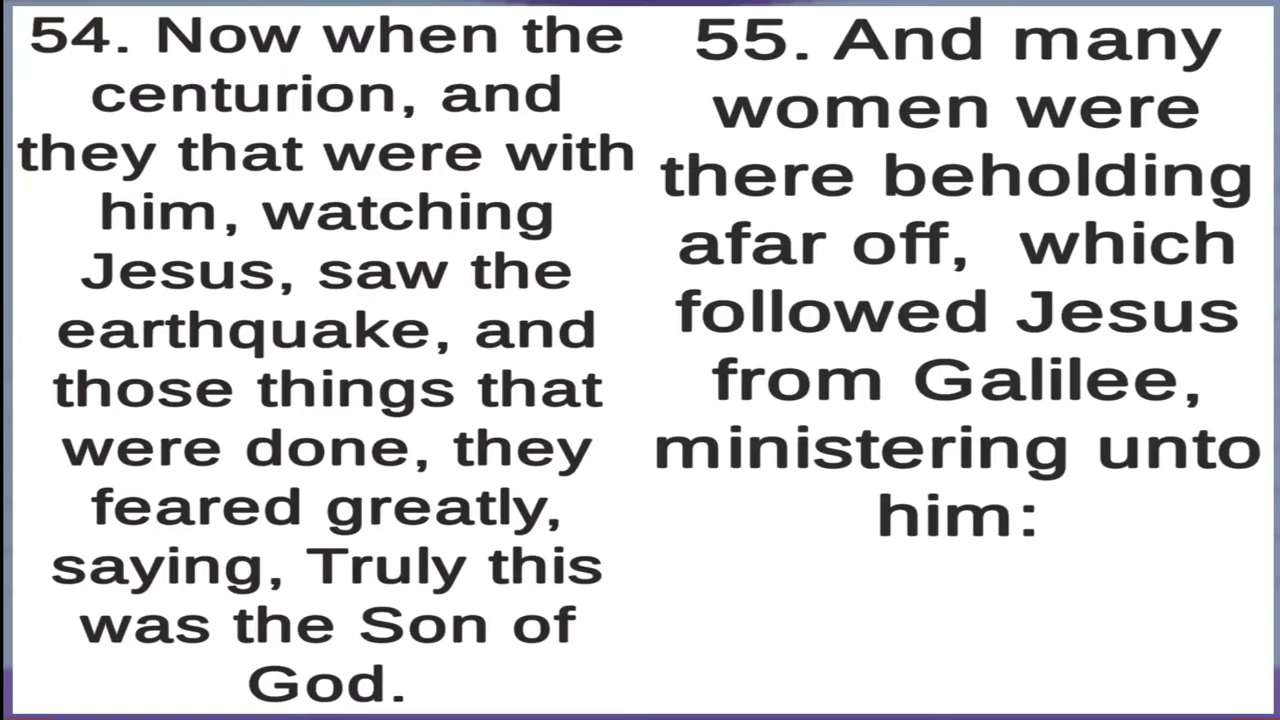 54. Now when the
centurion, and
they that were with
him, watching
Jesus, saw the
earthquake, and
those things that
were done, they
feared greatly,
saying, Truly this
was the Son of
God.
55. And many
women were
there beholding
afar off, which
followed Jesus
from Galilee,
ministering unto
him: